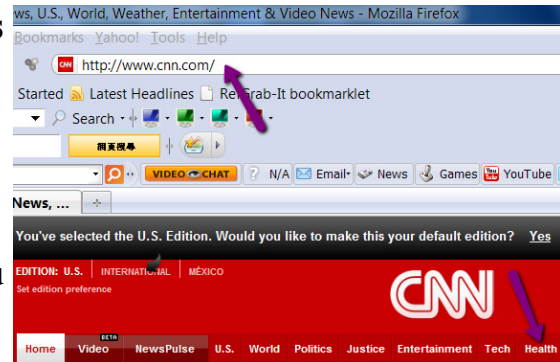 ws, U.S., World, Weather, Entertainment & Video News - Mozilla Firefox
Bookmarks Yahoo! Tools Help
CNN http://www.cnn.com/
Started Latest Headlines bookmarklet
Search
網頁搜尋
VIDEO CHAT ? N/A Email News Games YouTube
News, ...
You've selected the U.S. Edition. Would you like to make this your default edition? Yes
EDITION: U.S. INTERNATIONAL MÉXICO
Set edition preference
CNN
BETA
Home Video NewsPulse U.S. World Politics Justice Entertainment Tech Health